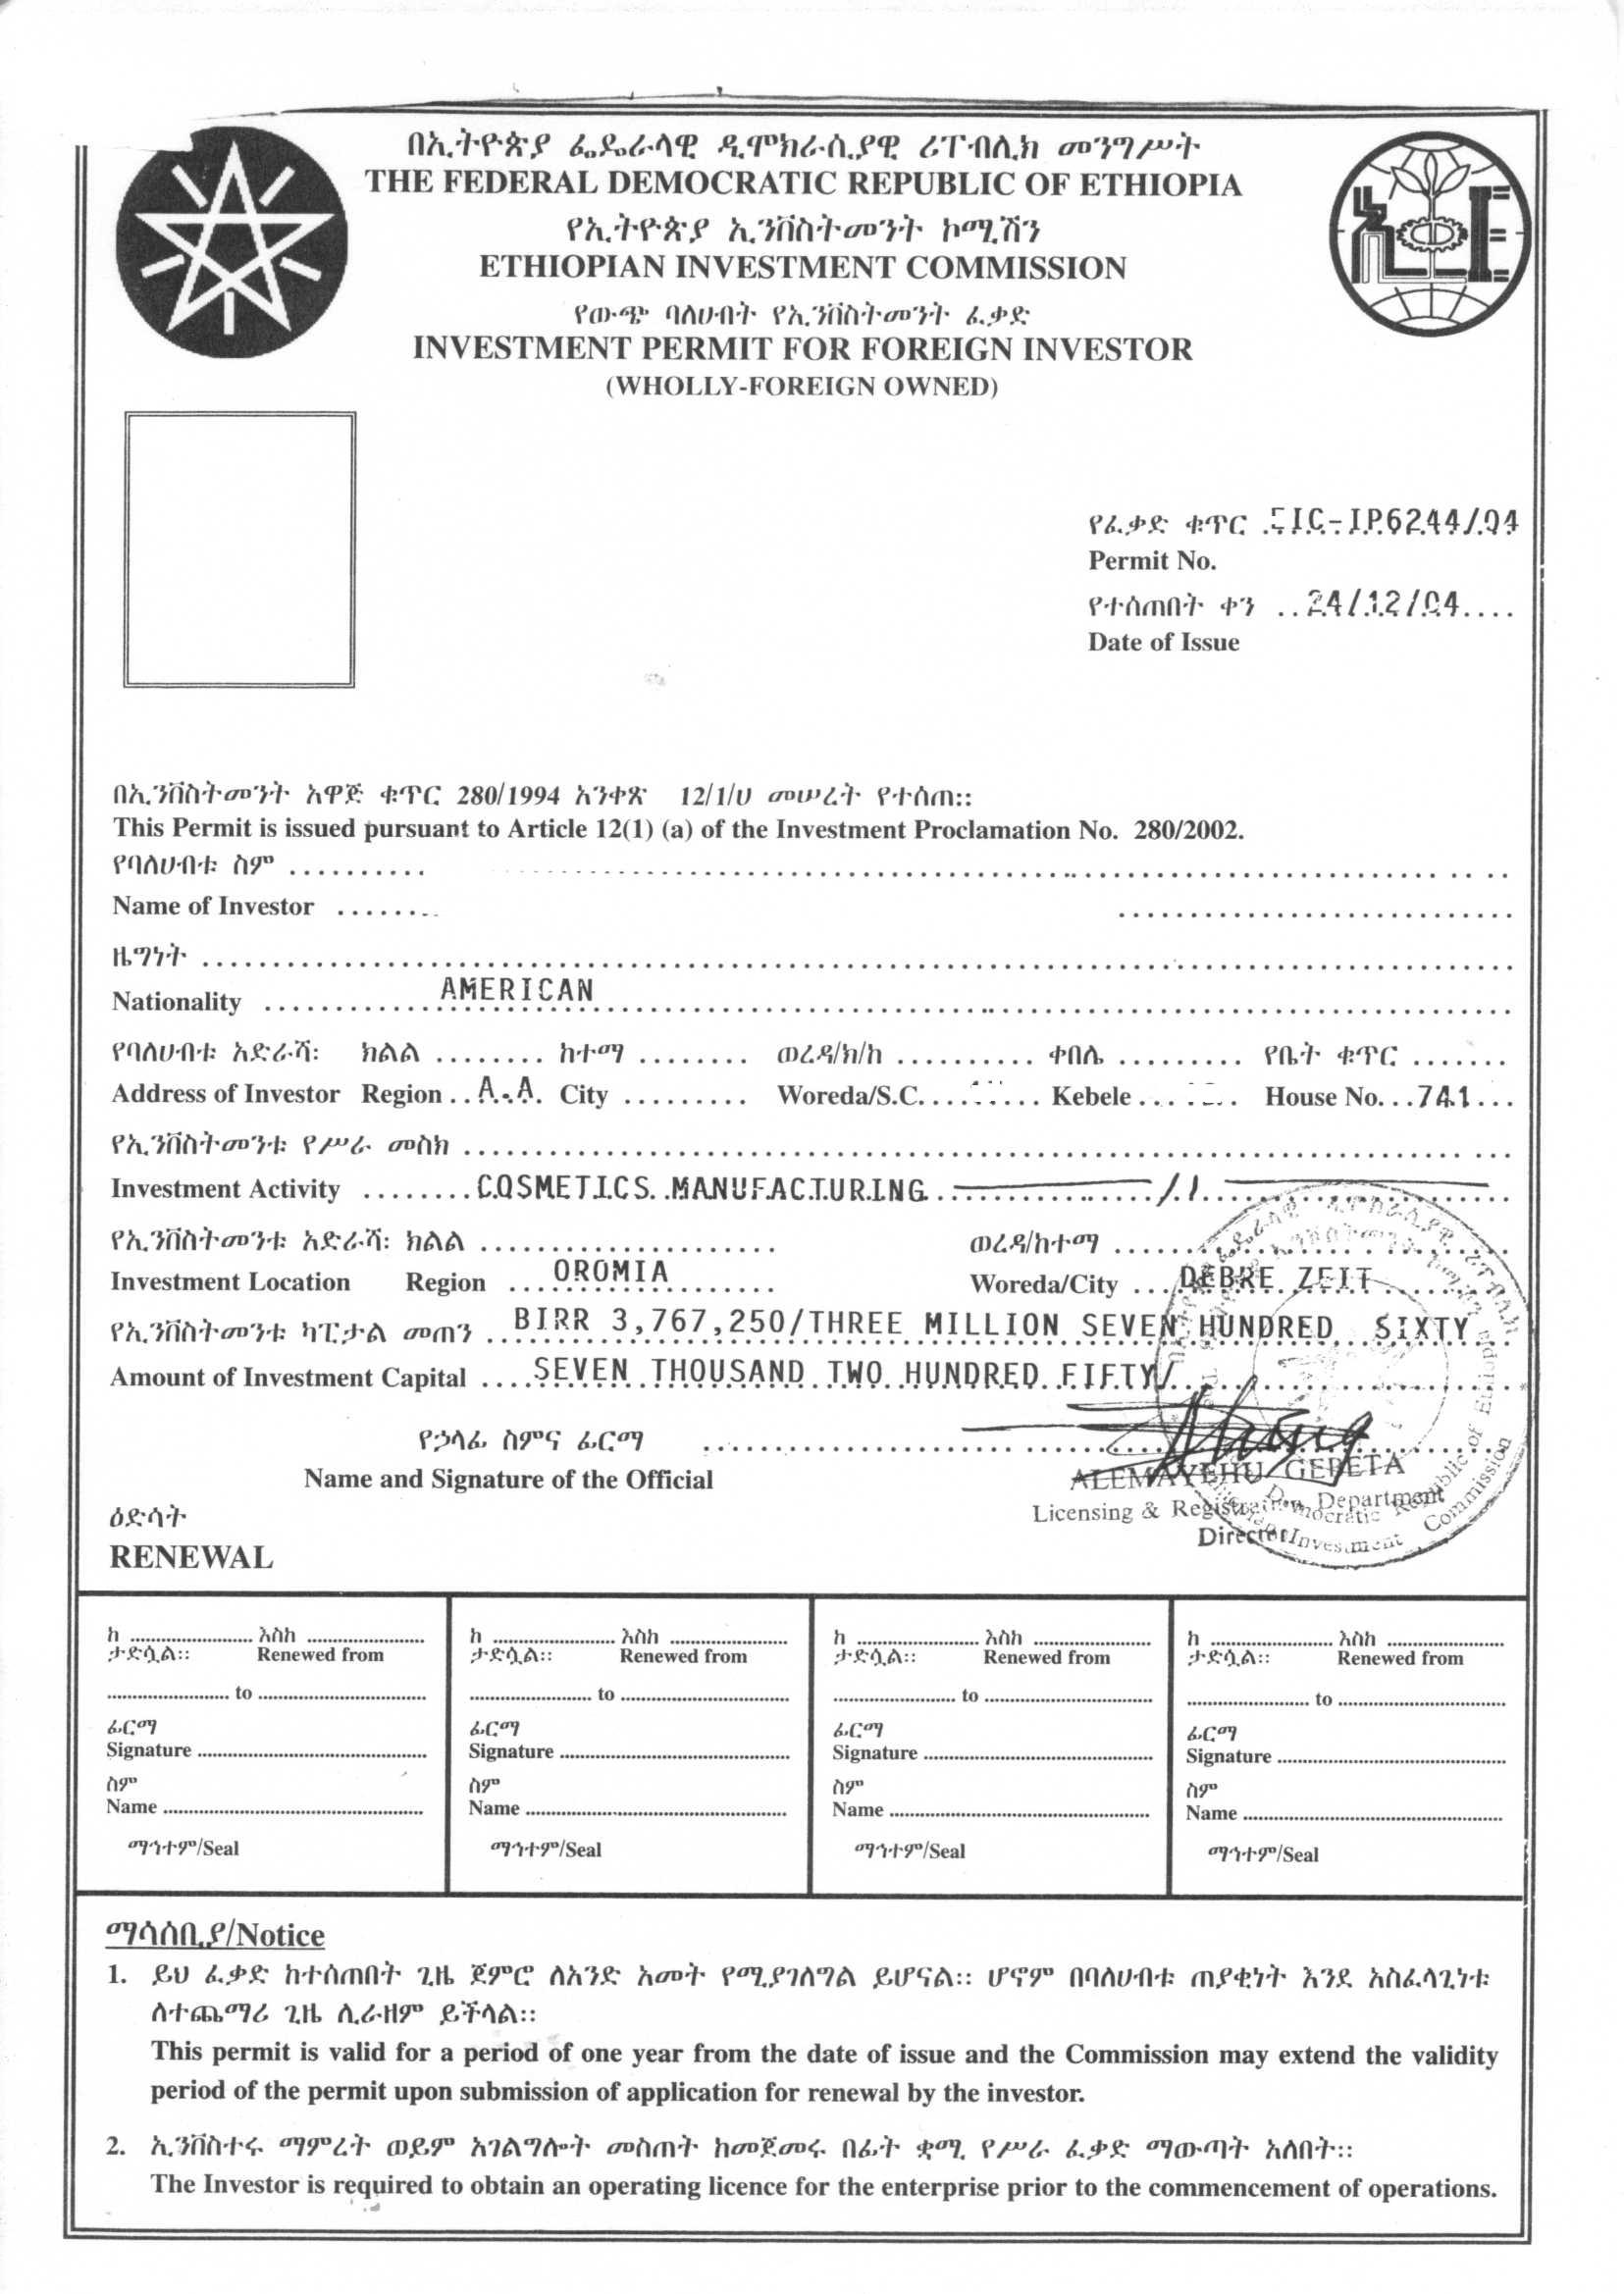 በኢትዮጵያ ፌዴራላዊ ዲሞክራሲያዊ ሪፐብሊክ መንግሥት
THE FEDERAL DEMOCRATIC REPUBLIC OF ETHIOPIA
የኢትዮጵያ ኢንቨስትመንት ኮሚሽን
ETHIOPIAN INVESTMENT COMMISSION
የውጭ ባለሀብት የኢንቨስትመንት ፈቃድ
INVESTMENT PERMIT FOR FOREIGN INVESTOR
(WHOLLY-FOREIGN OWNED)
የፈቃድ ቁጥር EIC-IP6244/04
Permit No.
የተሰጠበት ቀን ..24/12/04....
Date of Issue
በኢንቨስትመንት አዋጅ ቁጥር 280/1994 አንቀጽ 12/1/ሀ መሠረት የተሰጠ::
This Permit is issued pursuant to Article 12(1) (a) of the Investment Proclamation No. 280/2002.
የባለሀብቱ ስም
Name of Investor
ዜግነት
Nationality AMERICAN
የባለሀብቱ አድራሻ: ክልል ........ ከተማ ........ ወረዳ/ክ/ከ .......... ቀበሌ ......... የቤት ቁጥር .......
Address of Investor Region A.A. City ......... Woreda/S.C. Kebele House No. 741
የኢንቨስትመንቱ የሥራ መስክ
Investment Activity COSMETICS MANUFACTURING
የኢንቨስትመንቱ አድራሻ: ክልል ወረዳ/ከተማ
Investment Location Region OROMIA Woreda/City DEBRE ZEIT
የኢንቨስትመንቱ ካፒታል መጠን BIRR 3,767,250/THREE MILLION SEVEN HUNDRED SIXTY
Amount of Investment Capital SEVEN THOUSAND TWO HUNDRED FIFTY/
የኃላፊ ስምና ፊርማ
Name and Signature of the Official
ALEMAYEHU GEBETA
Licensing & Registration Department
Director
Democratic Republic of Ethiopia
Investment Commission
ዕድሳት
RENEWAL
ከ ........ እስከ ........ ከ ........ እስከ ........ ከ ........ እስከ ........ ከ ........ እስከ ........
ታድሷል:: Renewed from ታድሷል:: Renewed from ታድሷል:: Renewed from ታድሷል:: Renewed from
........ to ........ ........ to ........ ........ to ........ ........ to ........
ፊርማ ፊርማ ፊርማ ፊርማ
Signature ........ Signature ........ Signature ........ Signature ........
ስም ስም ስም ስም
Name ........ Name ........ Name ........ Name ........
ማኅተም/Seal ማኅተም/Seal ማኅተም/Seal ማኅተም/Seal
ማሳሰቢያ/Notice
1. ይህ ፈቃድ ከተሰጠበት ጊዜ ጀምሮ ለአንድ አመት የሚያገለግል ይሆናል:: ሆኖም በባለሀብቱ ጠያቂነት እንደ አስፈላጊነቱ
ለተጨማሪ ጊዜ ሊራዘም ይችላል::
This permit is valid for a period of one year from the date of issue and the Commission may extend the validity
period of the permit upon submission of application for renewal by the investor.
2. ኢንቨስተሩ ማምረት ወይም አገልግሎት መስጠት ከመጀመሩ በፊት ቋሚ የሥራ ፈቃድ ማውጣት አለበት::
The Investor is required to obtain an operating licence for the enterprise prior to the commencement of operations.